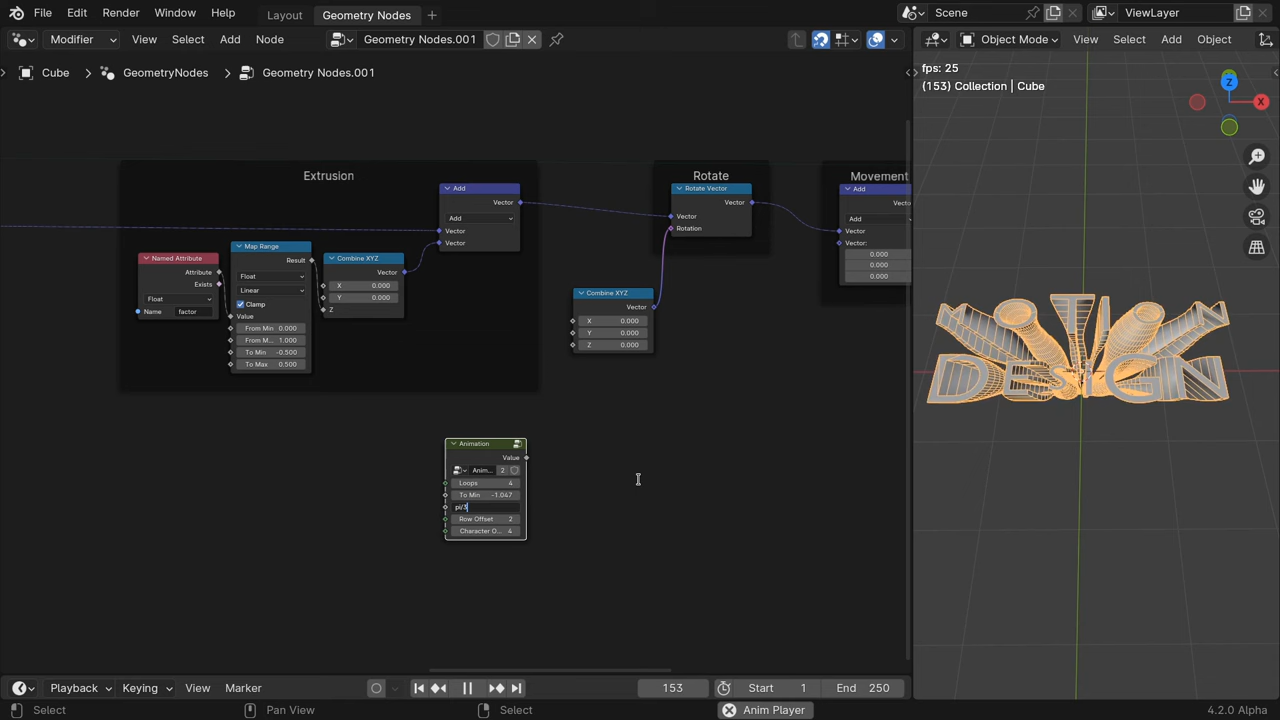 File Edit Render Window Help Layout Geometry Nodes + Scene ViewLayer
Modifier View Select Add Node Geometry Nodes.001 Object Mode View Select Add Object
Cube GeometryNodes Geometry Nodes.001
fps: 25
(153) Collection | Cube
Z
X
Extrusion
Rotate
Movement
Add
Vector
Add
Vector
Vector
Rotate Vector
Vector
Vector
Rotation
Add
Vecto
Add
Vector
Vector:
0.000
0.000
0.000
Named Attribute
Attribute
Exists
Float
Name factor
Map Range
Result
Float
Linear
Clamp
Value
From Min 0.000
From M... 1.000
To Min -0.500
To Max 0.500
Combine XYZ
Vector
X 0.000
Y 0.000
Z
Combine XYZ
Vector
X 0.000
Y 0.000
Z 0.000
Animation
Value
Anim... 2
Loops 4
To Min -1.047
pi/3
Row Offset 2
Character O... 4
MOTION
DESIGN
Playback Keying View Marker 153 Start 1 End 250
Select Pan View Select Anim Player 4.2.0 Alpha